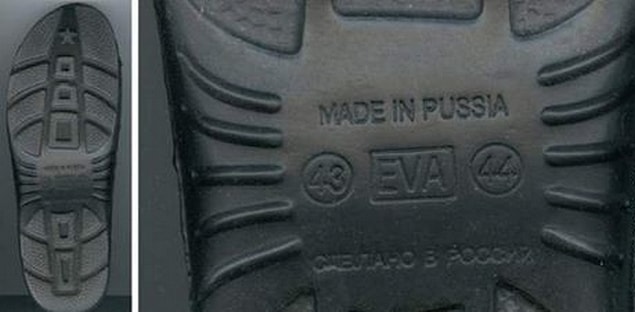 MADE IN PUSSIA
43 EVA 44
СДЕЛАНО В РОССИИ